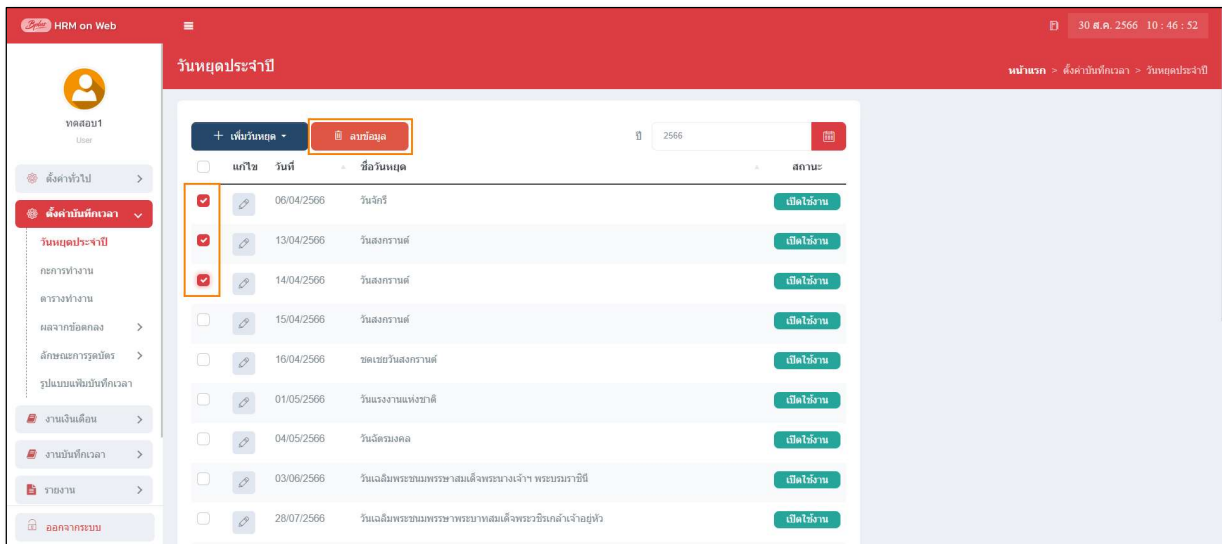 Bplus HRM on Web
30 ส.ค. 2566 10 : 46 : 52
วันหยุดประจำปี
หน้าแรก > ตั้งค่าบันทึกเวลา > วันหยุดประจำปี
ทดสอบ1
User
ตั้งค่าทั่วไป
ตั้งค่าบันทึกเวลา
วันหยุดประจำปี
กะการทำงาน
ตารางทำงาน
ผลจากข้อตกลง
ลักษณะการรูดบัตร
รูปแบบแฟ้มบันทึกเวลา
งานเงินเดือน
งานบันทึกเวลา
รายงาน
ออกจากระบบ
+ เพิ่มวันหยุด
ลบข้อมูล
ปี 2566
แก้ไข วันที่ ชื่อวันหยุด สถานะ
06/04/2566 วันจักรี เปิดใช้งาน
13/04/2566 วันสงกรานต์ เปิดใช้งาน
14/04/2566 วันสงกรานต์ เปิดใช้งาน
15/04/2566 วันสงกรานต์ เปิดใช้งาน
16/04/2566 ชดเชยวันสงกรานต์ เปิดใช้งาน
01/05/2566 วันแรงงานแห่งชาติ เปิดใช้งาน
04/05/2566 วันฉัตรมงคล เปิดใช้งาน
03/06/2566 วันเฉลิมพระชนมพรรษาสมเด็จพระนางเจ้าฯ พระบรมราชินี เปิดใช้งาน
28/07/2566 วันเฉลิมพระชนมพรรษาพระบาทสมเด็จพระวชิรเกล้าเจ้าอยู่หัว เปิดใช้งาน